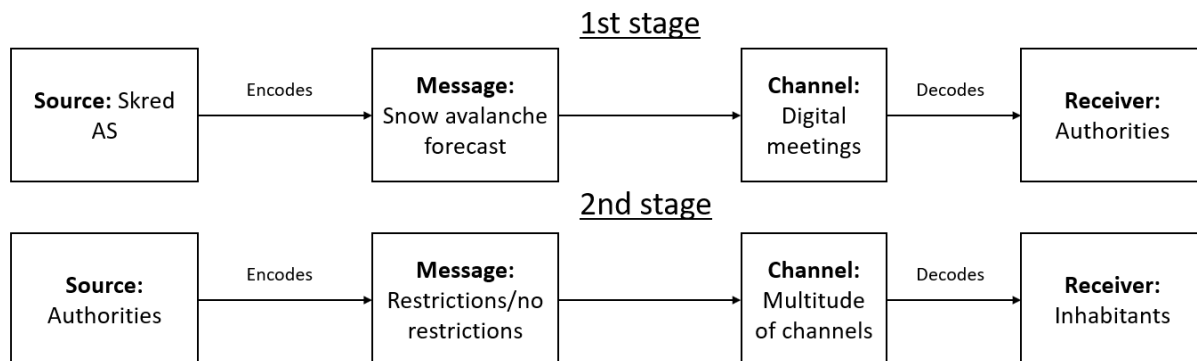 1st stage
Source: Skred
AS
Encodes
Message:
Snow avalanche
forecast
Channel:
Digital
meetings
Decodes
Receiver:
Authorities
2nd stage
Source:
Authorities
Encodes
Message:
Restrictions/no
restrictions
Channel:
Multitude
of channels
Decodes
Receiver:
Inhabitants